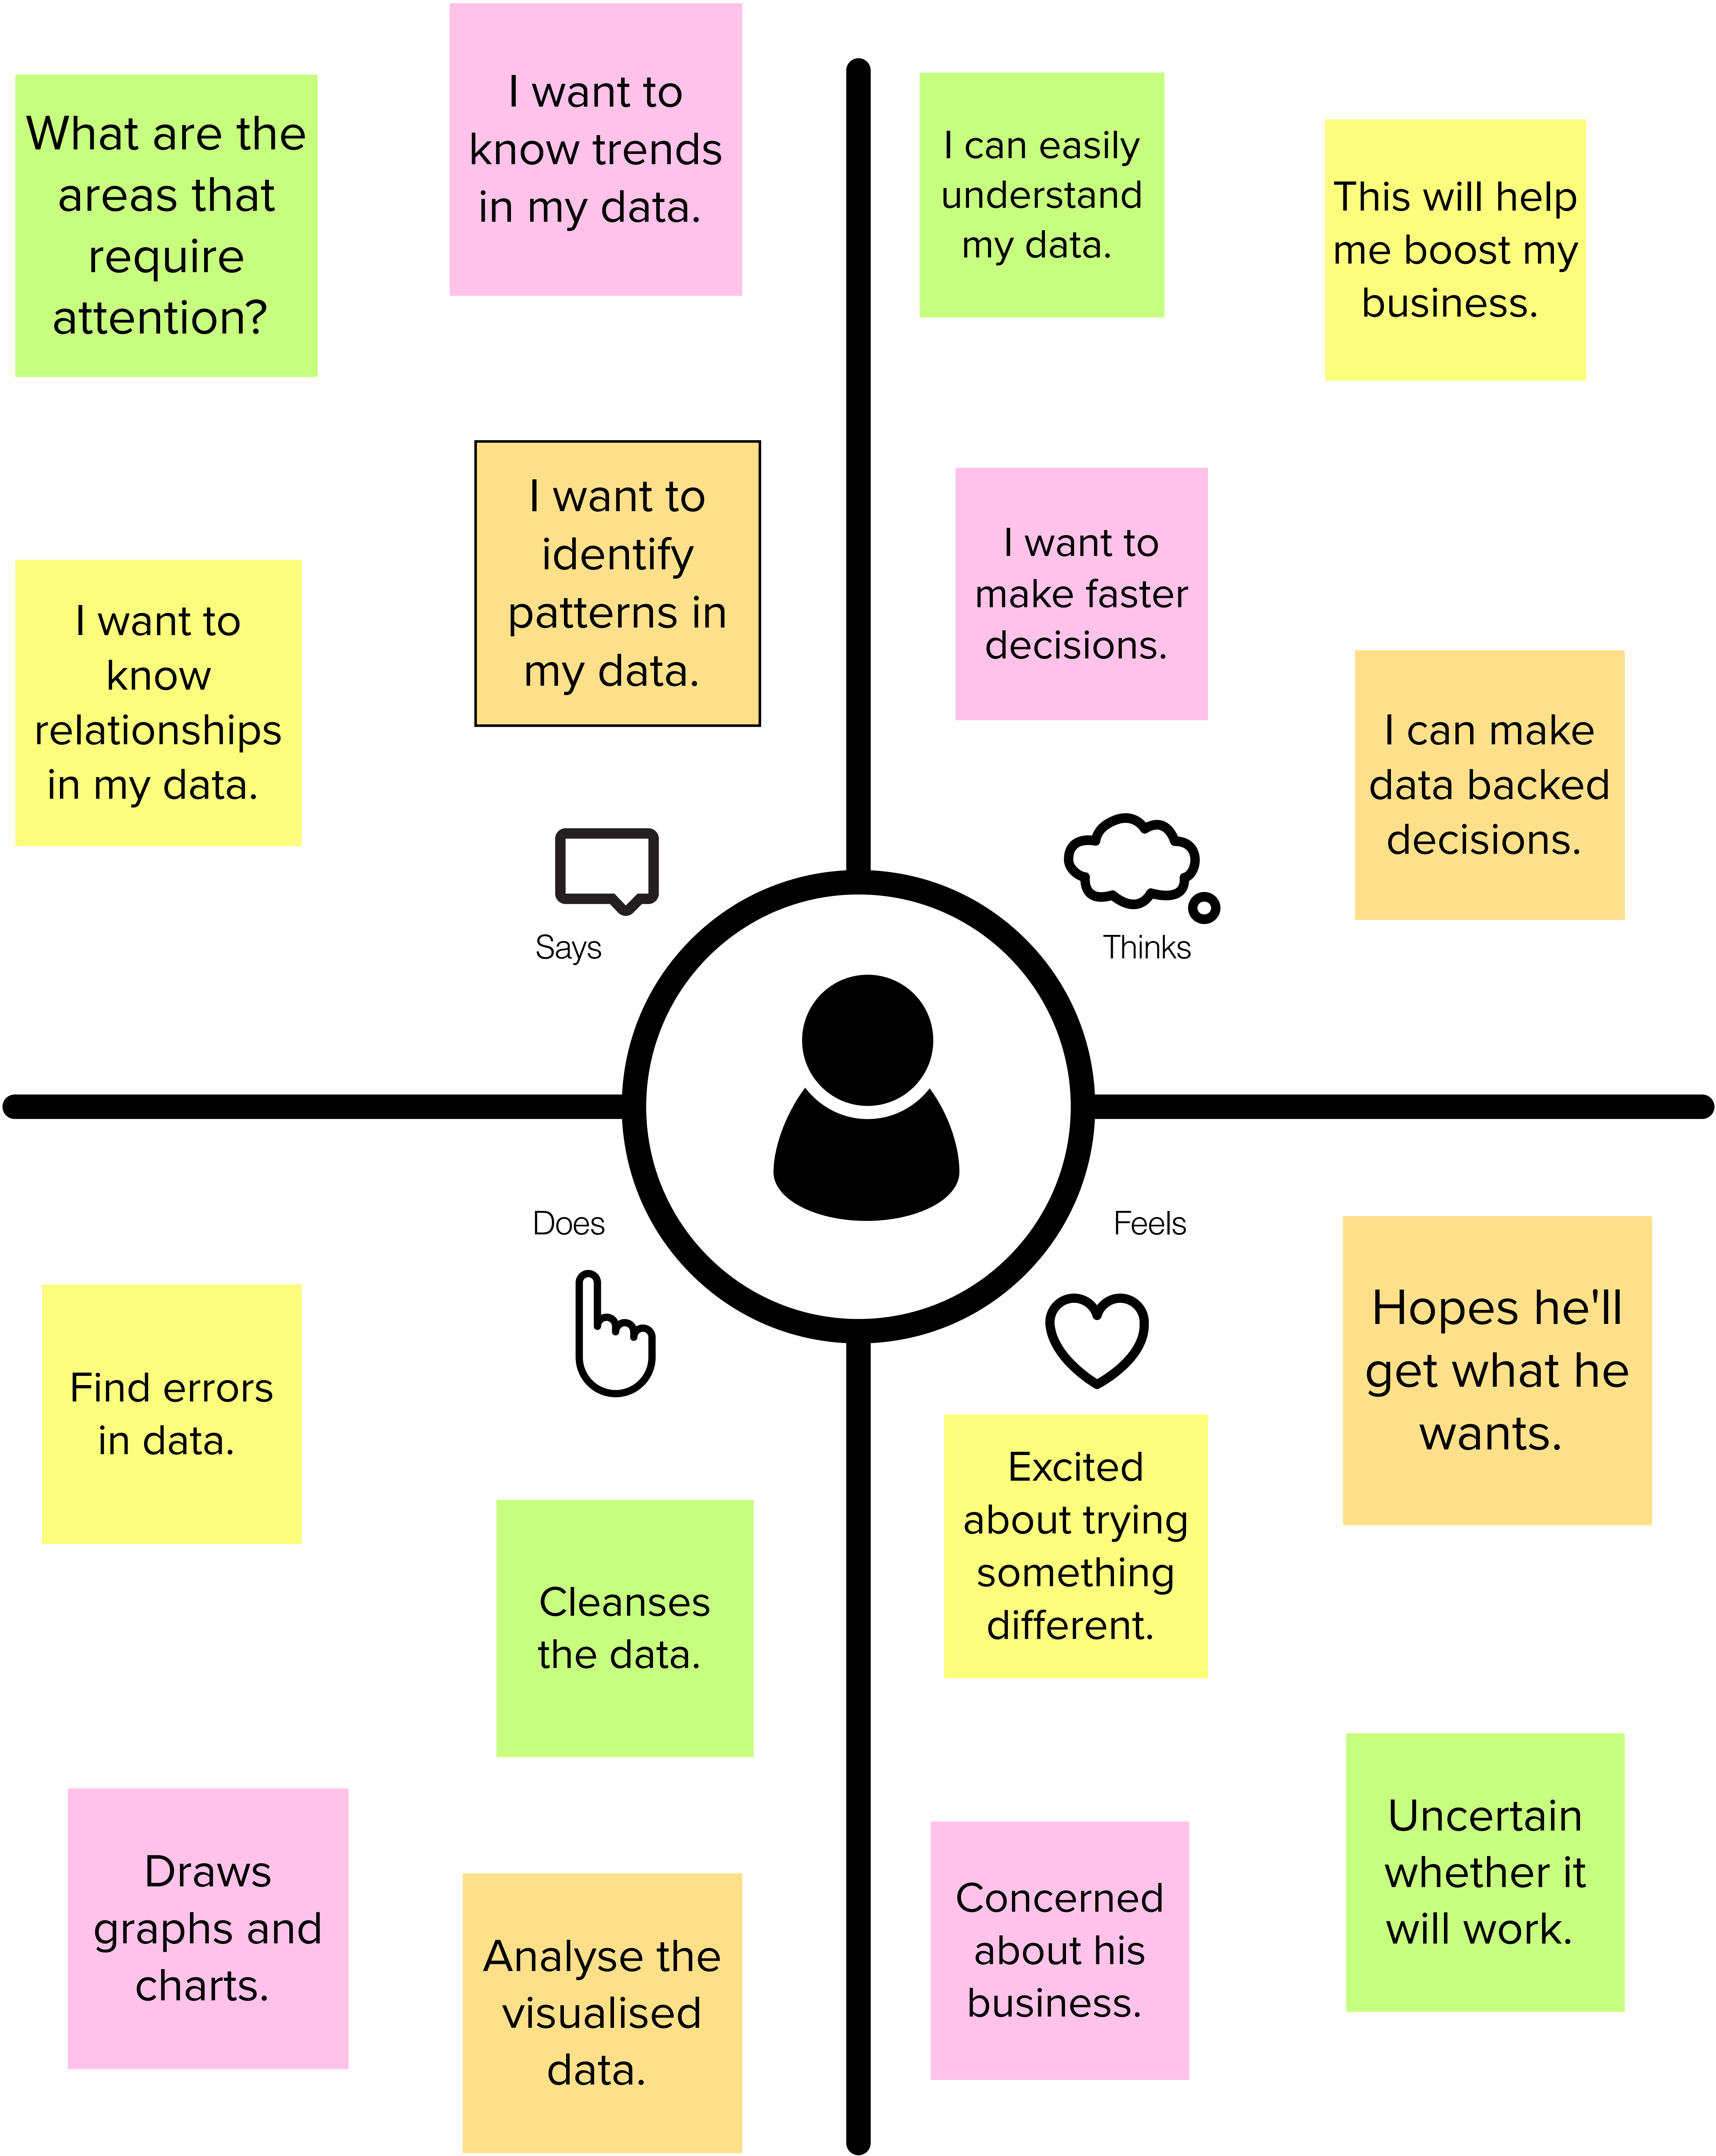 What are the
areas that
require
attention?
I want to
know trends
in my data.
I want to
know
relationships
in my data.
I want to
identify
patterns in
my data.
Says
I can easily
understand
my data.
This will help
me boost my
business.
I want to
make faster
decisions.
I can make
data backed
decisions.
Thinks
Does
Find errors
in data.
Cleanses
the data.
Draws
graphs and
charts.
Analyse the
visualised
data.
Feels
Hopes he'll
get what he
wants.
Excited
about trying
something
different.
Concerned
about his
business.
Uncertain
whether it
will work.